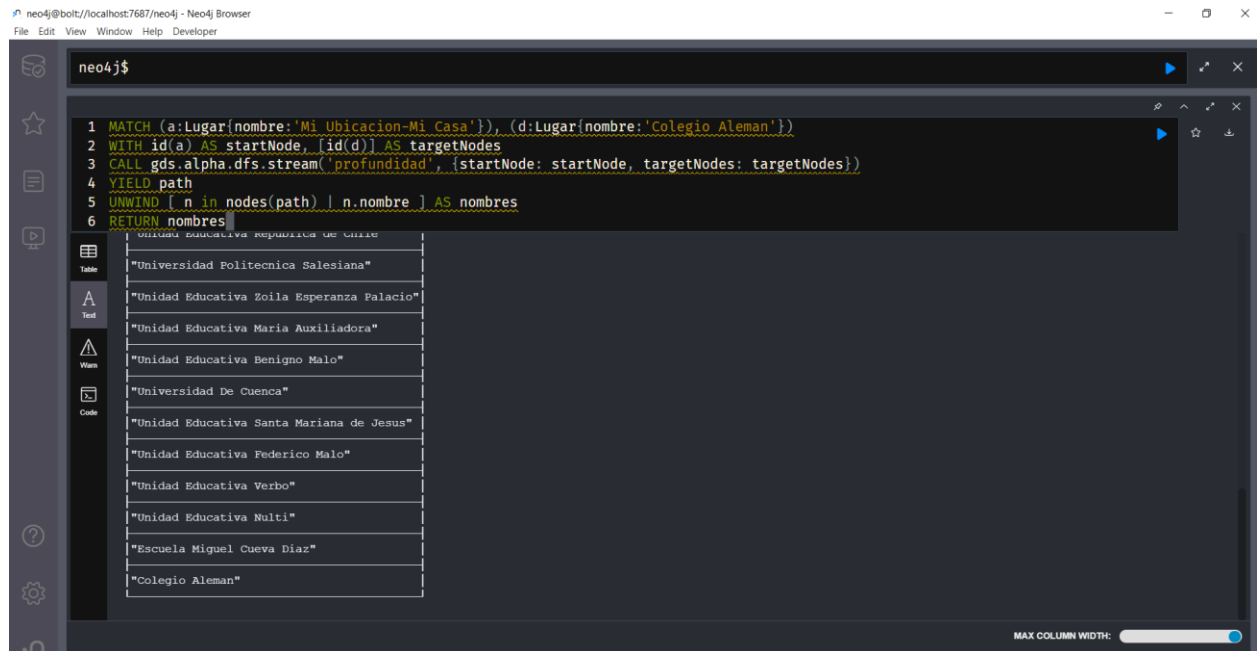 neo4j@bolt://localhost:7687/neo4j - Neo4j Browser
File Edit View Window Help Developer
neo4j$
1 MATCH (a:Lugar{nombre:'Mi Ubicacion-Mi Casa'}), (d:Lugar{nombre:'Colegio Aleman'})
2 WITH id(a) AS startNode, [id(d)] AS targetNodes
3 CALL gds.alpha.dfs.stream('profundidad', {startNode: startNode, targetNodes: targetNodes})
4 YIELD path
5 UNWIND [ n in nodes(path) | n.nombre ] AS nombres
6 RETURN nombres
"Unidad Educativa Republica de Chile"
Table
"Universidad Politecnica Salesiana"
"Unidad Educativa Zoila Esperanza Palacio"
A
Text
"Unidad Educativa Maria Auxiliadora"
"Unidad Educativa Benigno Malo"
Warn
"Universidad De Cuenca"
Code
"Unidad Educativa Santa Mariana de Jesus"
"Unidad Educativa Federico Malo"
"Unidad Educativa Verbo"
"Unidad Educativa Nulti"
"Escuela Miguel Cueva Diaz"
"Colegio Aleman"
MAX COLUMN WIDTH: